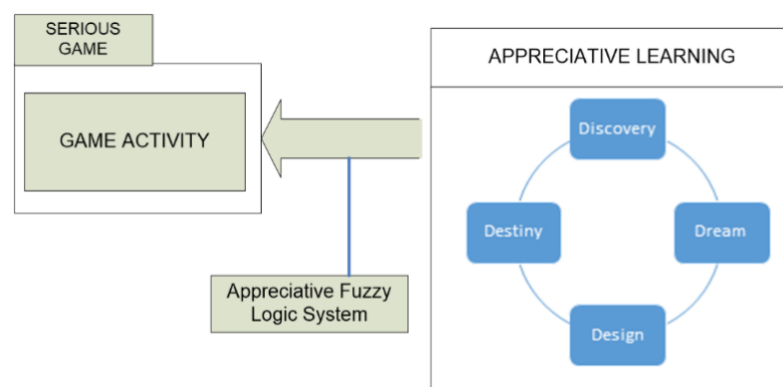 SERIOUS
GAME
GAME ACTIVITY
Appreciative Fuzzy
Logic System
APPRECIATIVE LEARNING
Discovery
Dream
Design
Destiny